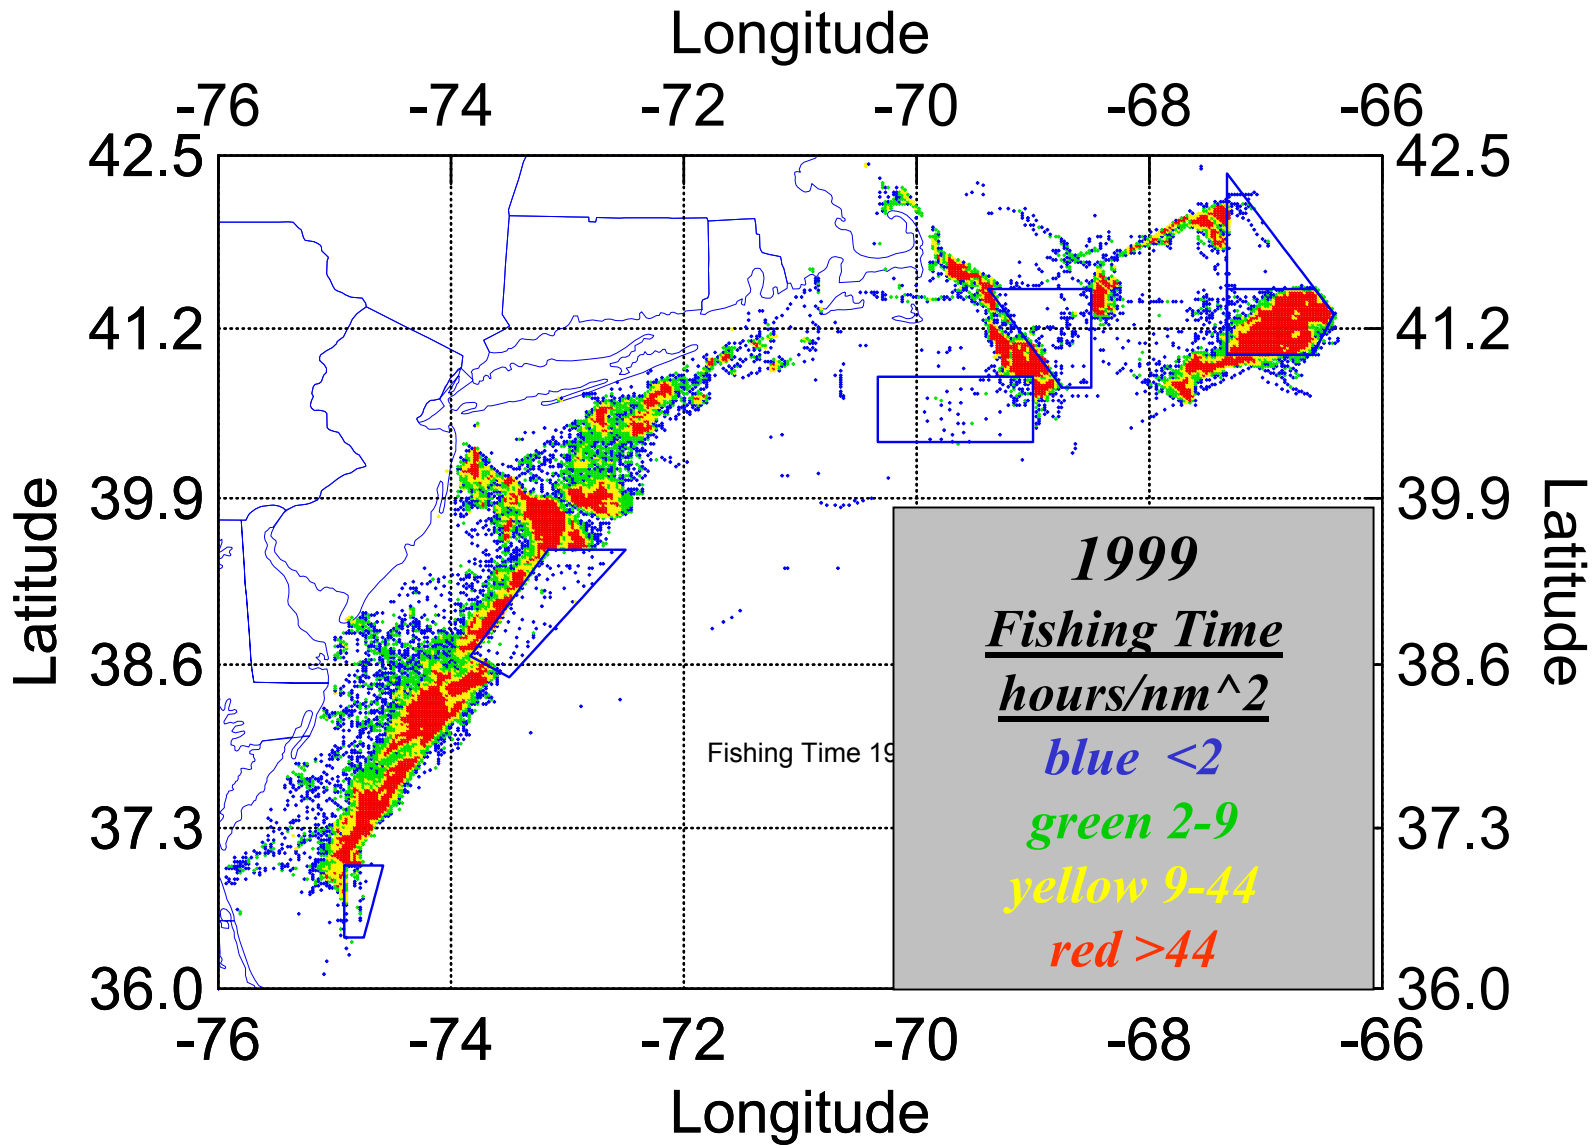 Longitude
-76 -74 -72 -70 -68 -66
42.5 42.5
41.2 41.2
39.9 39.9
38.6 38.6
37.3 37.3
36.0 36.0
Latitude
Latitude
1999
Fishing Time
hours/nm^2
blue <2
green 2-9
yellow 9-44
red >44
Fishing Time 19
-76 -74 -72 -70 -68 -66
Longitude